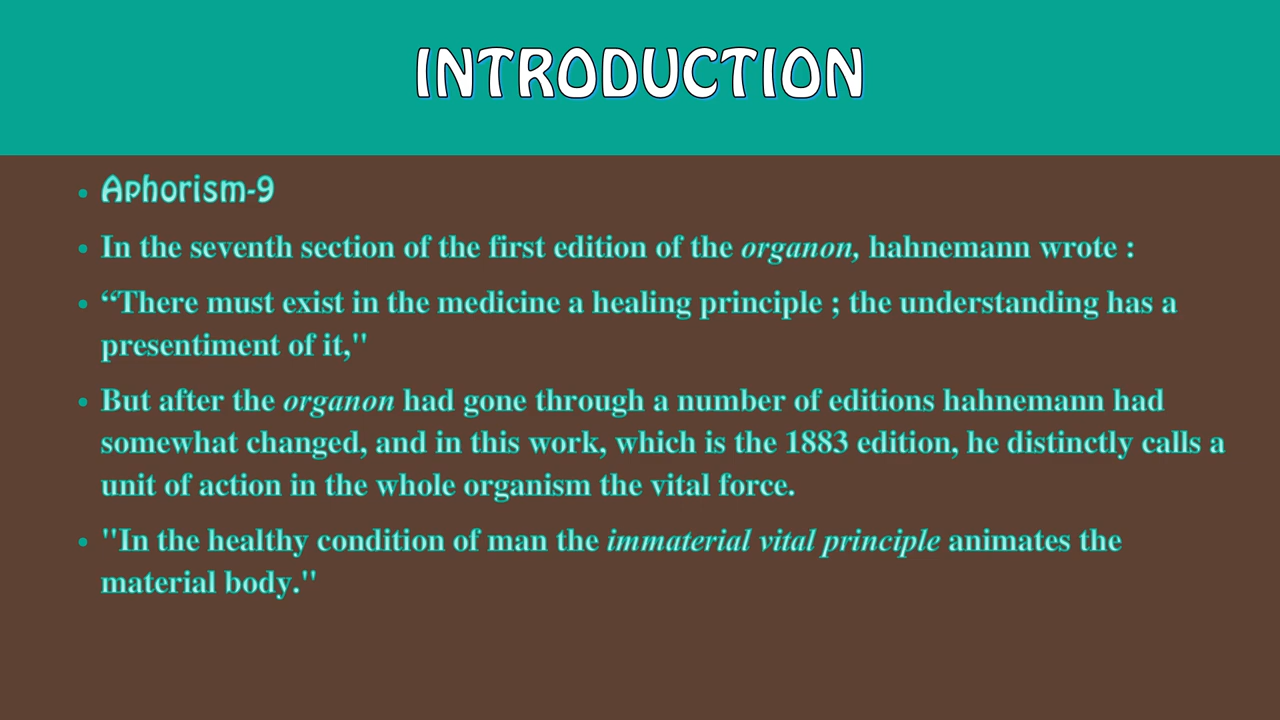 INTRODUCTION
• Aphorism-9
• In the seventh section of the first edition of the organon, hahnemann wrote :
• “There must exist in the medicine a healing principle ; the understanding has a
presentiment of it,"
• But after the organon had gone through a number of editions hahnemann had
somewhat changed, and in this work, which is the 1883 edition, he distinctly calls a
unit of action in the whole organism the vital force.
• "In the healthy condition of man the immaterial vital principle animates the
material body."